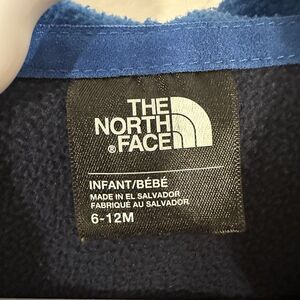 THE
NORTH
® FACE
INFANT/BÉBÉ
MADE IN EL SALVADOR
FABRIQUÉ AU SALVADOR
6-12M